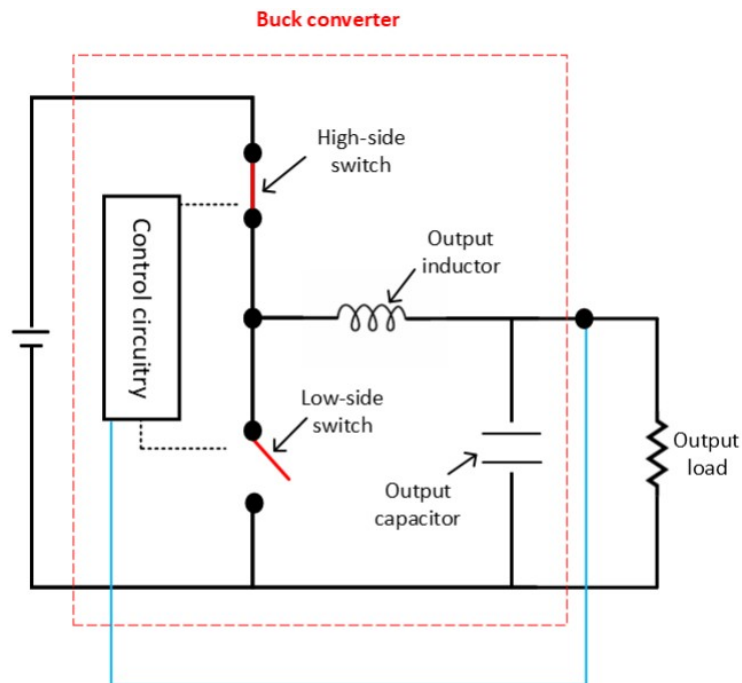 Buck converter
High-side
switch
Control circuitry
Output
inductor
Low-side
switch
Output
capacitor
Output
load